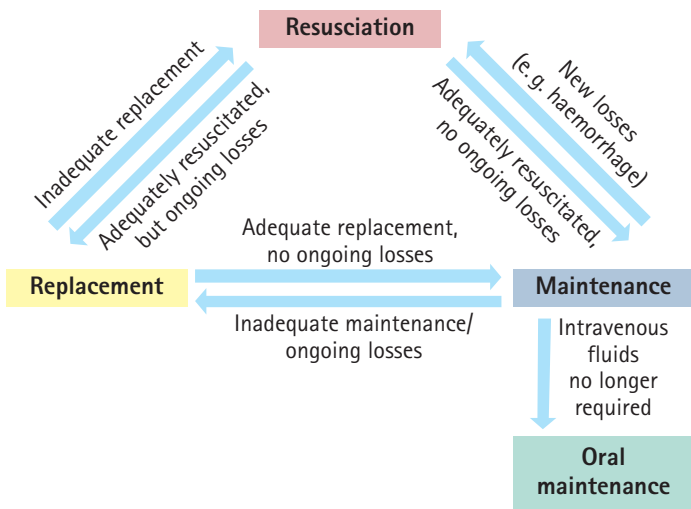 Resusciation
Inadequate replacement
Adequately resuscitated,
but ongoing losses
New losses
(e.g. haemorrhage)
Adequately resuscitated,
no ongoing losses
Adequate replacement,
no ongoing losses
Replacement
Maintenance
Inadequate maintenance/
ongoing losses
Intravenous
fluids
no longer
required
Oral
maintenance